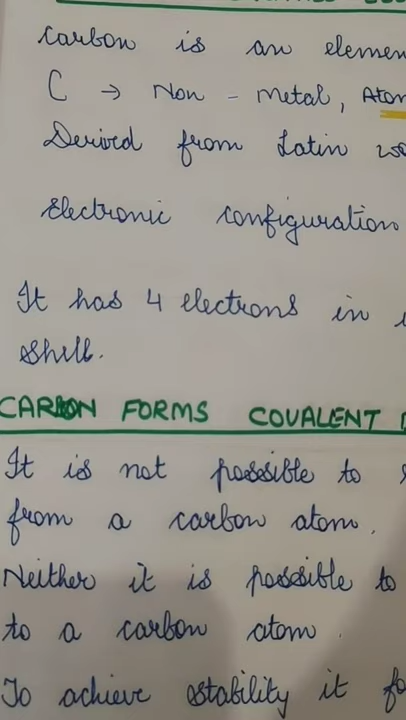 Carbon is an elemen
C → Non - Metal, Atom
Derived from Latin wo
Electronic configuration
It has 4 electrons in
shell.
CARBON FORMS COVALENT
It is not possible to
from a carbon atom.
Neither it is possible to
to a carbon atom.
To achieve stability it fo